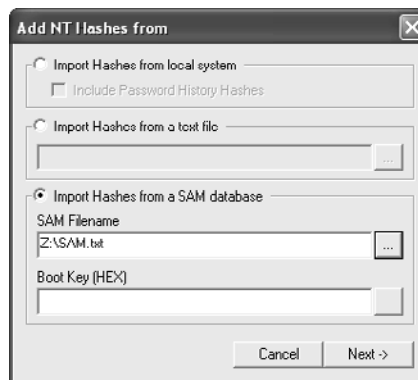 Add NT Hashes from
Import Hashes from local system
Include Password History Hashes
Import Hashes from a text file
...
Import Hashes from a SAM database
SAM Filename
Z:\SAM.txt
...
Boot Key (HEX)
Cancel
Next ->